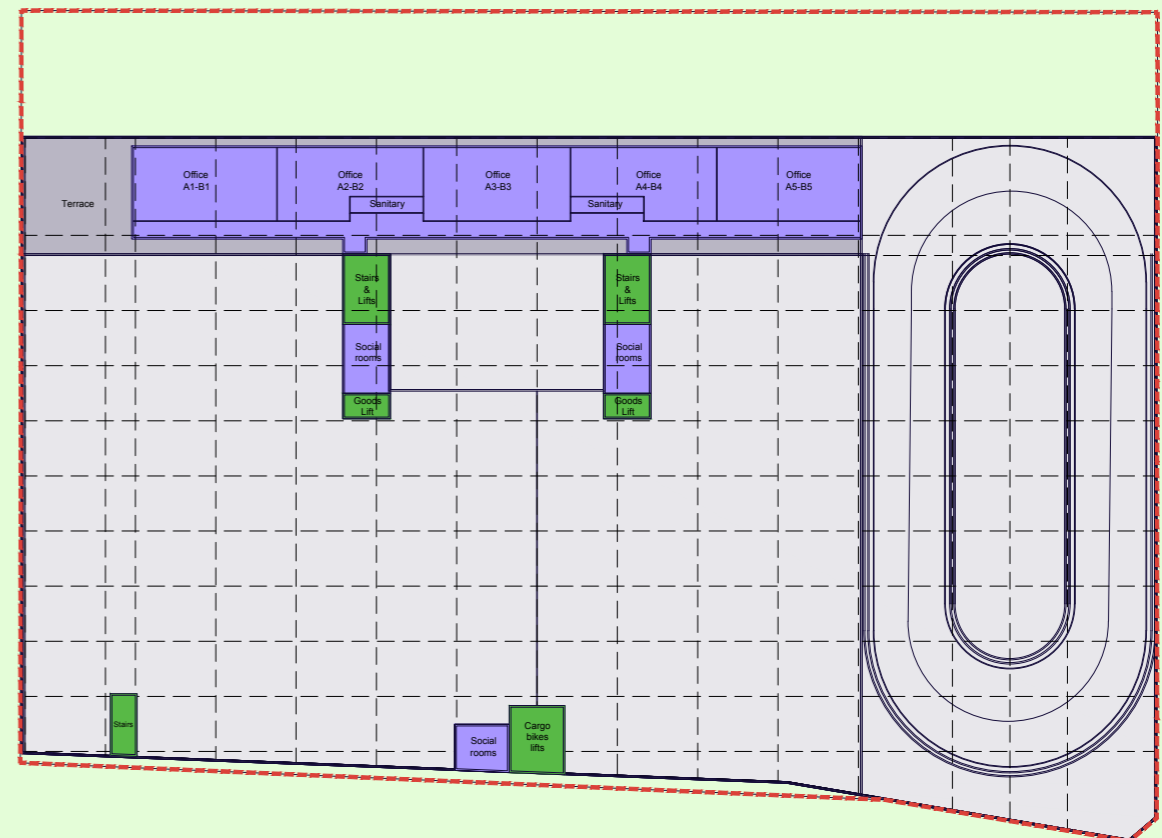 Office
A1-B1
Office
A2-B2
Office
A3-B3
Office
A4-B4
Office
A5-B5
Terrace
Sanitary
Sanitary
Stairs
&
Lifts
Stairs
&
Lifts
Social
rooms
Social
rooms
Goods
Lift
Goods
Lift
Stairs
Social
rooms
Cargo
bikes
lifts